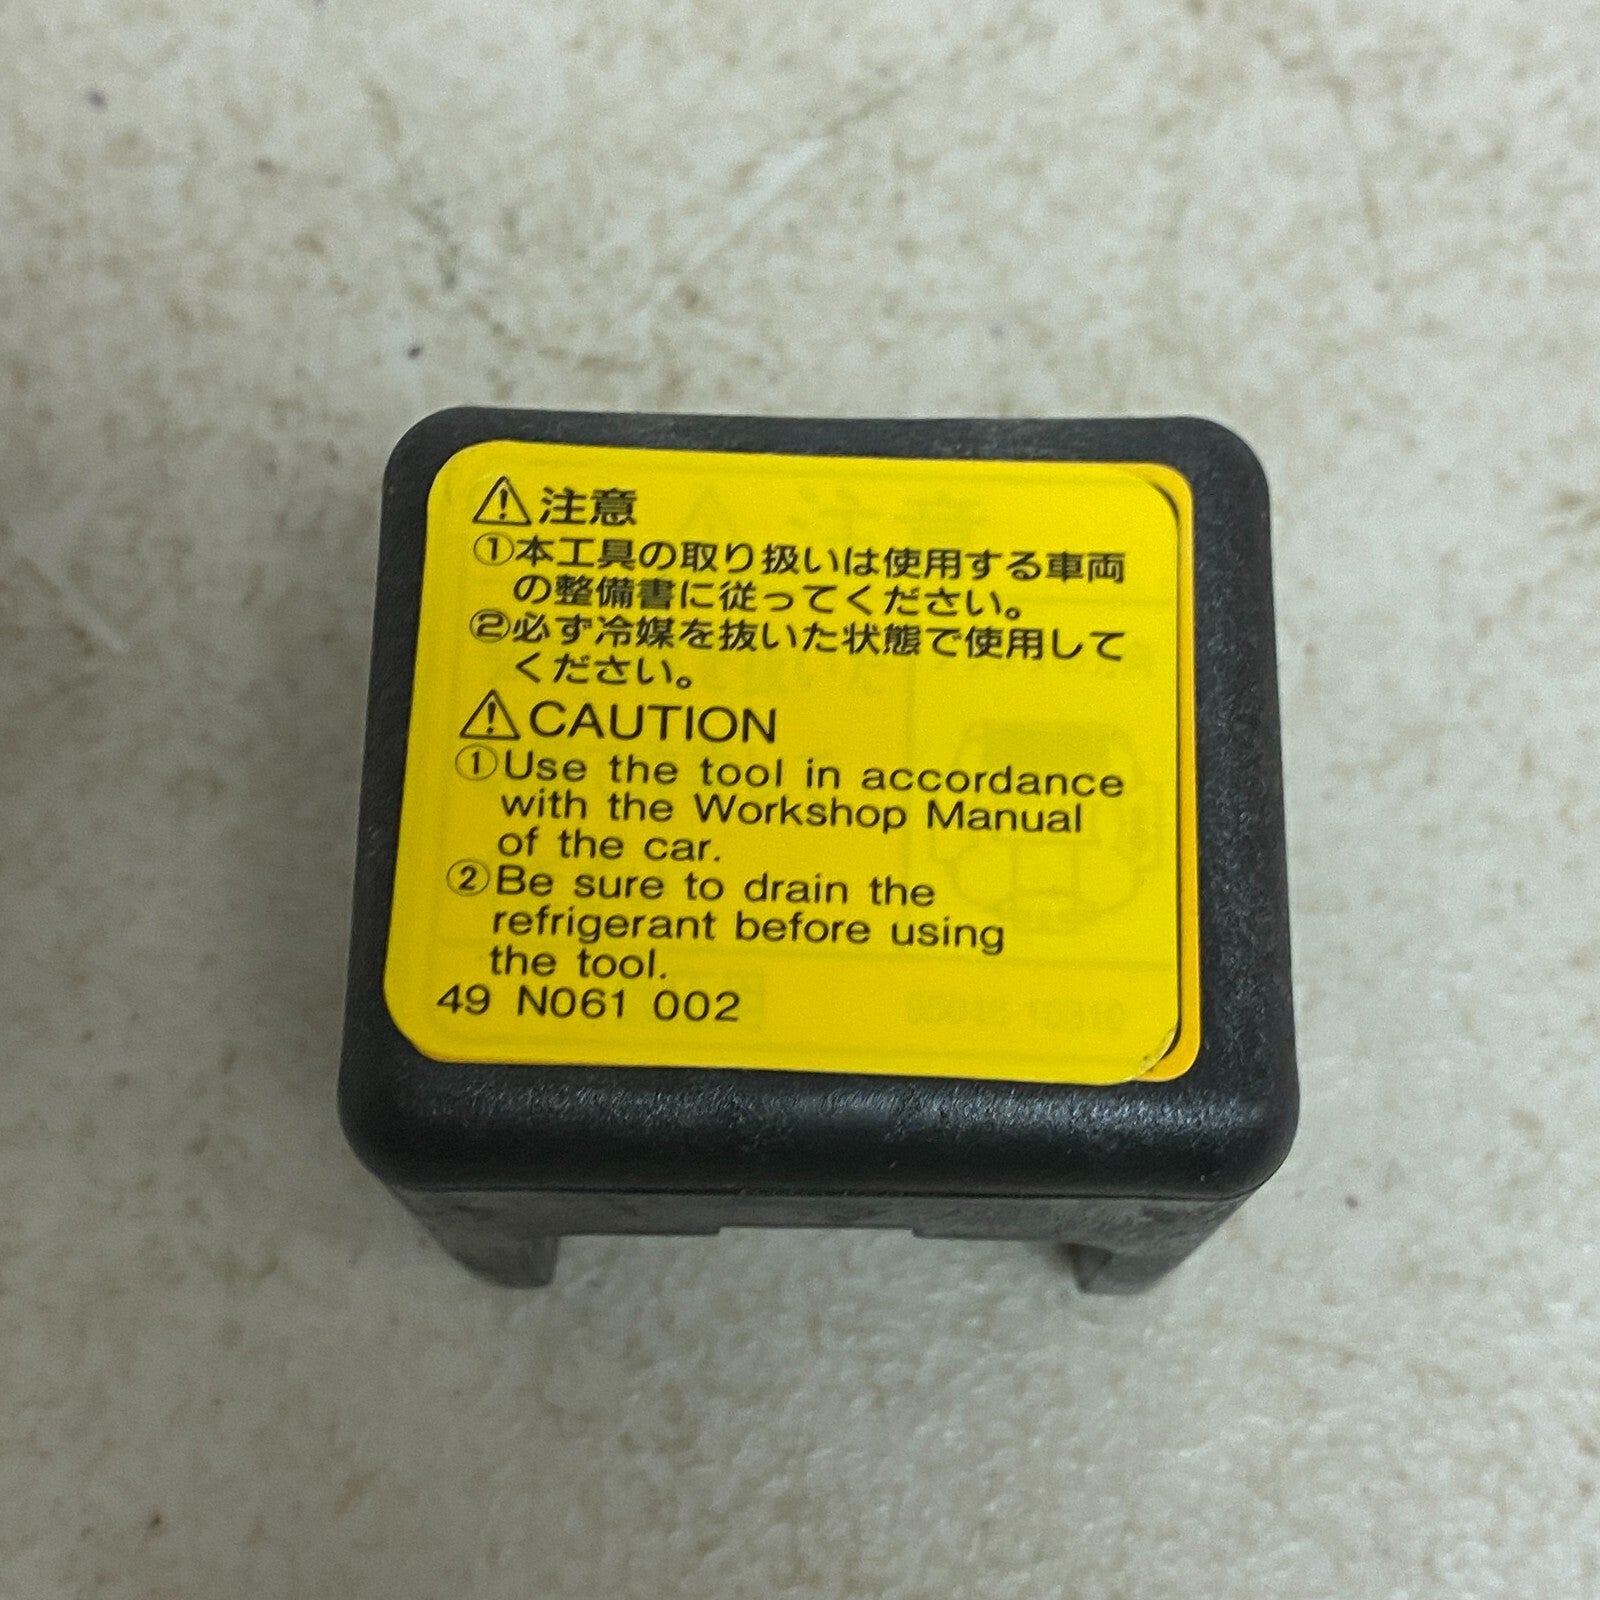 ⚠注意
①本工具の取り扱いは使用する車両
の整備書に従ってください。
②必ず冷媒を抜いた状態で使用して
ください。
⚠CAUTION
①Use the tool in accordance
with the Workshop Manual
of the car.
②Be sure to drain the
refrigerant before using
the tool.
49 N061 002